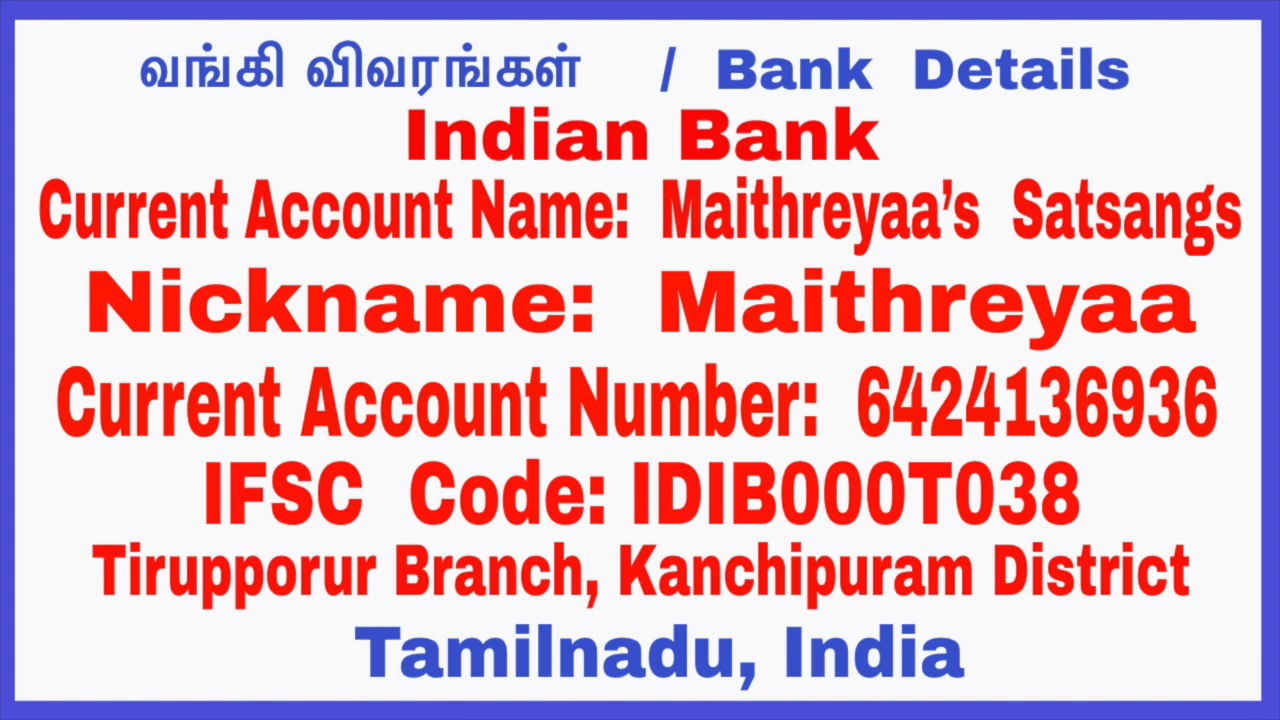 வங்கி விவரங்கள் / Bank Details
Indian Bank
Current Account Name: Maithreyaa’s Satsangs
Nickname: Maithreyaa
Current Account Number: 6424136936
IFSC Code: IDIB000T038
Tirupporur Branch, Kanchipuram District
Tamilnadu, India